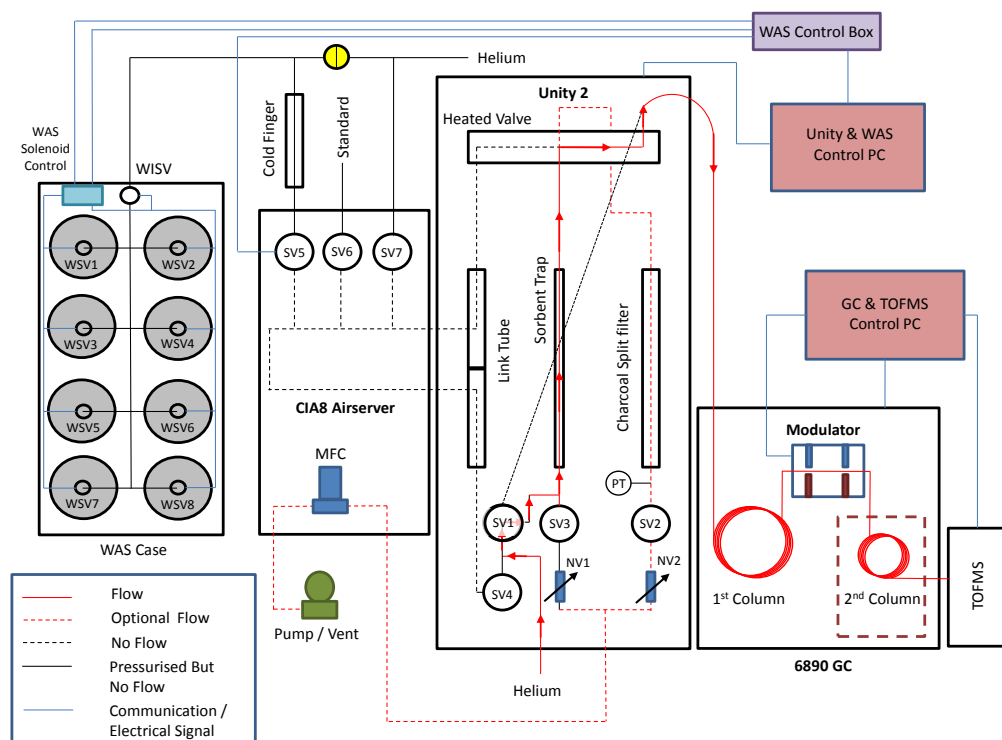 WAS Control Box
Helium
Unity 2
Heated Valve
Unity & WAS
Control PC
WAS
Solenoid
Control
WISV
Cold Finger
Standard
WSV1
WSV2
WSV3
WSV4
WSV5
WSV6
WSV7
WSV8
WAS Case
SV5
SV6
SV7
CIA8 Airserver
MFC
Pump / Vent
Link Tube
Sorbent Trap
Charcoal Split filter
PT
SV1
SV3
SV2
SV4
NV1
NV2
Helium
GC & TOFMS
Control PC
Modulator
1st Column
2nd Column
TOFMS
6890 GC
Flow
Optional Flow
No Flow
Pressurised But
No Flow
Communication /
Electrical Signal